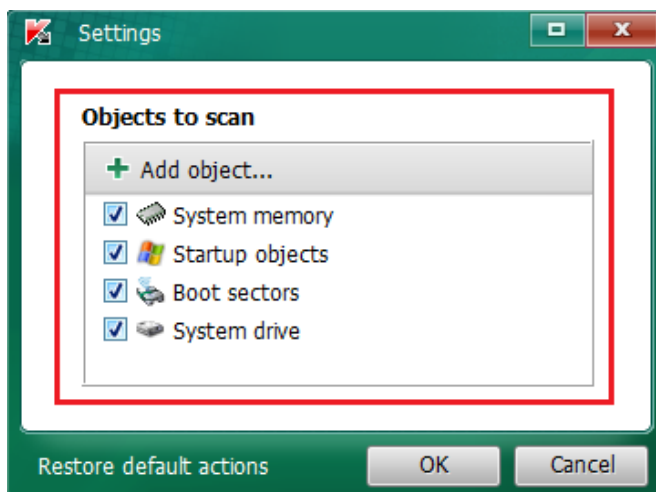 Settings
Objects to scan
Add object...
System memory
Startup objects
Boot sectors
System drive
Restore default actions OK Cancel